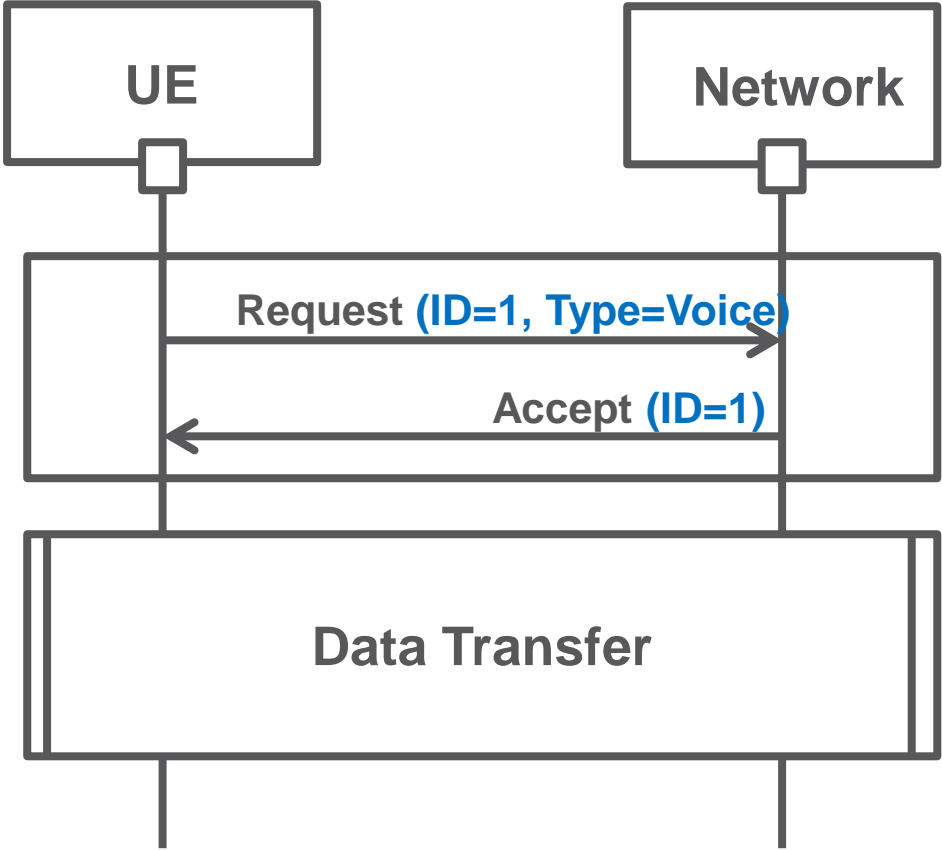 UE
Network
Request (ID=1, Type=Voice)
Accept (ID=1)
Data Transfer